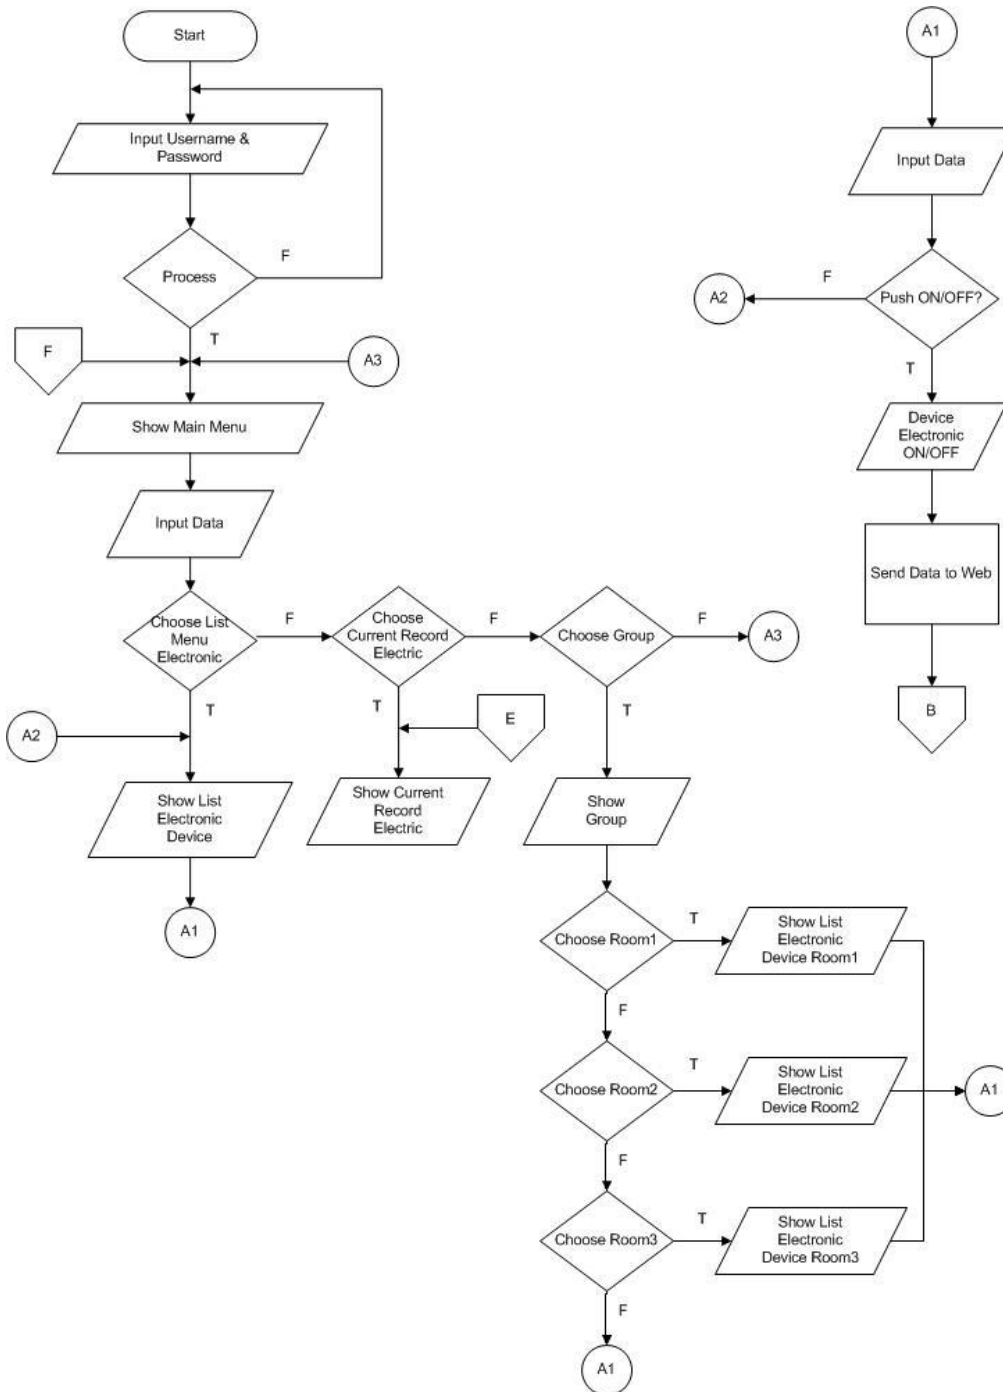 Start
Input Username &
Password
Process
F
T
F
A3
Show Main Menu
Input Data
Choose List
Menu
Electronic
F
T
A2
Show List
Electronic
Device
A1
Choose
Current Record
Electric
F
T
E
Show Current
Record
Electric
Choose Group
F
A3
T
Show
Group
Choose Room1
T
Show List
Electronic
Device Room1
F
Choose Room2
T
Show List
Electronic
Device Room2
A1
F
Choose Room3
T
Show List
Electronic
Device Room3
F
A1
A1
Input Data
Push ON/OFF?
F
A2
T
Device
Electronic
ON/OFF
Send Data to Web
B